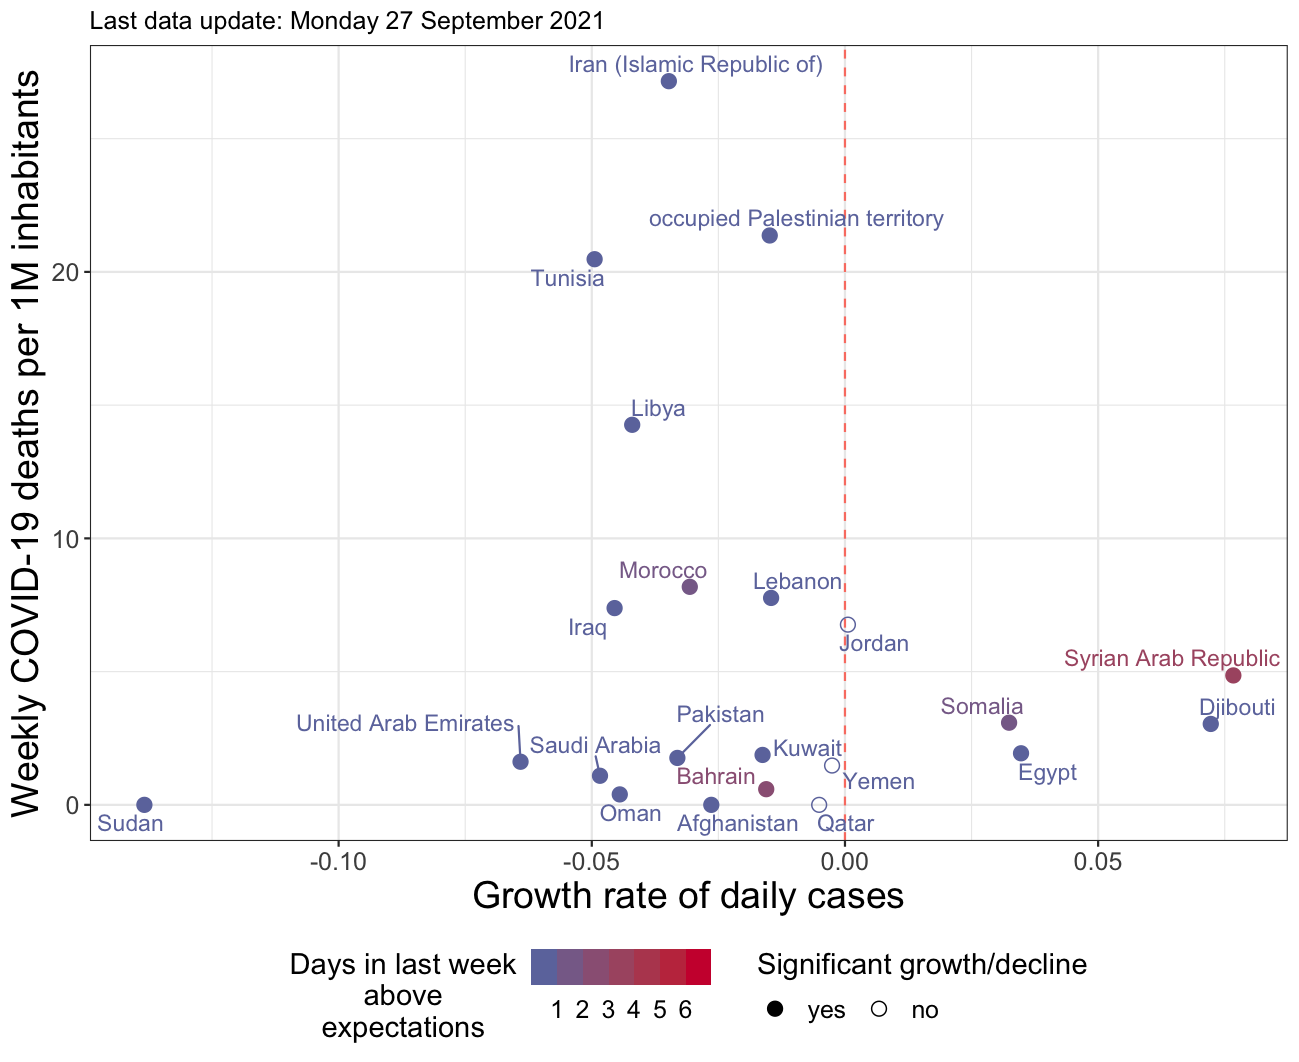 Last data update: Monday 27 September 2021
Weekly COVID-19 deaths per 1M inhabitants
Iran (Islamic Republic of)
occupied Palestinian territory
20
Tunisia
Libya
10
Morocco
Lebanon
Iraq
Jordan
Syrian Arab Republic
Somalia
Djibouti
Pakistan
United Arab Emirates
Saudi Arabia
Kuwait
Egypt
Bahrain
Yemen
0
Oman
Sudan
Afghanistan
Qatar
-0.10 -0.05 0.00 0.05
Growth rate of daily cases
Days in last week
above
expectations
1 2 3 4 5 6
Significant growth/decline
yes no